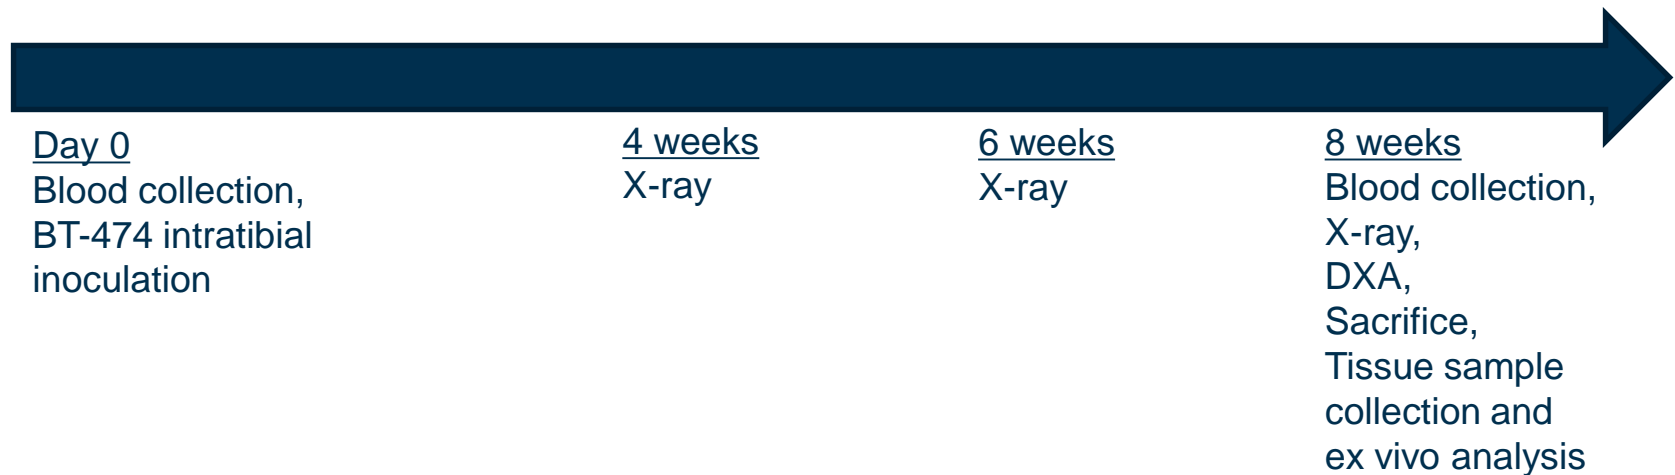 Day 0
Blood collection,
BT-474 intratibial
inoculation
4 weeks
X-ray
6 weeks
X-ray
8 weeks
Blood collection,
X-ray,
DXA,
Sacrifice,
Tissue sample
collection and
ex vivo analysis